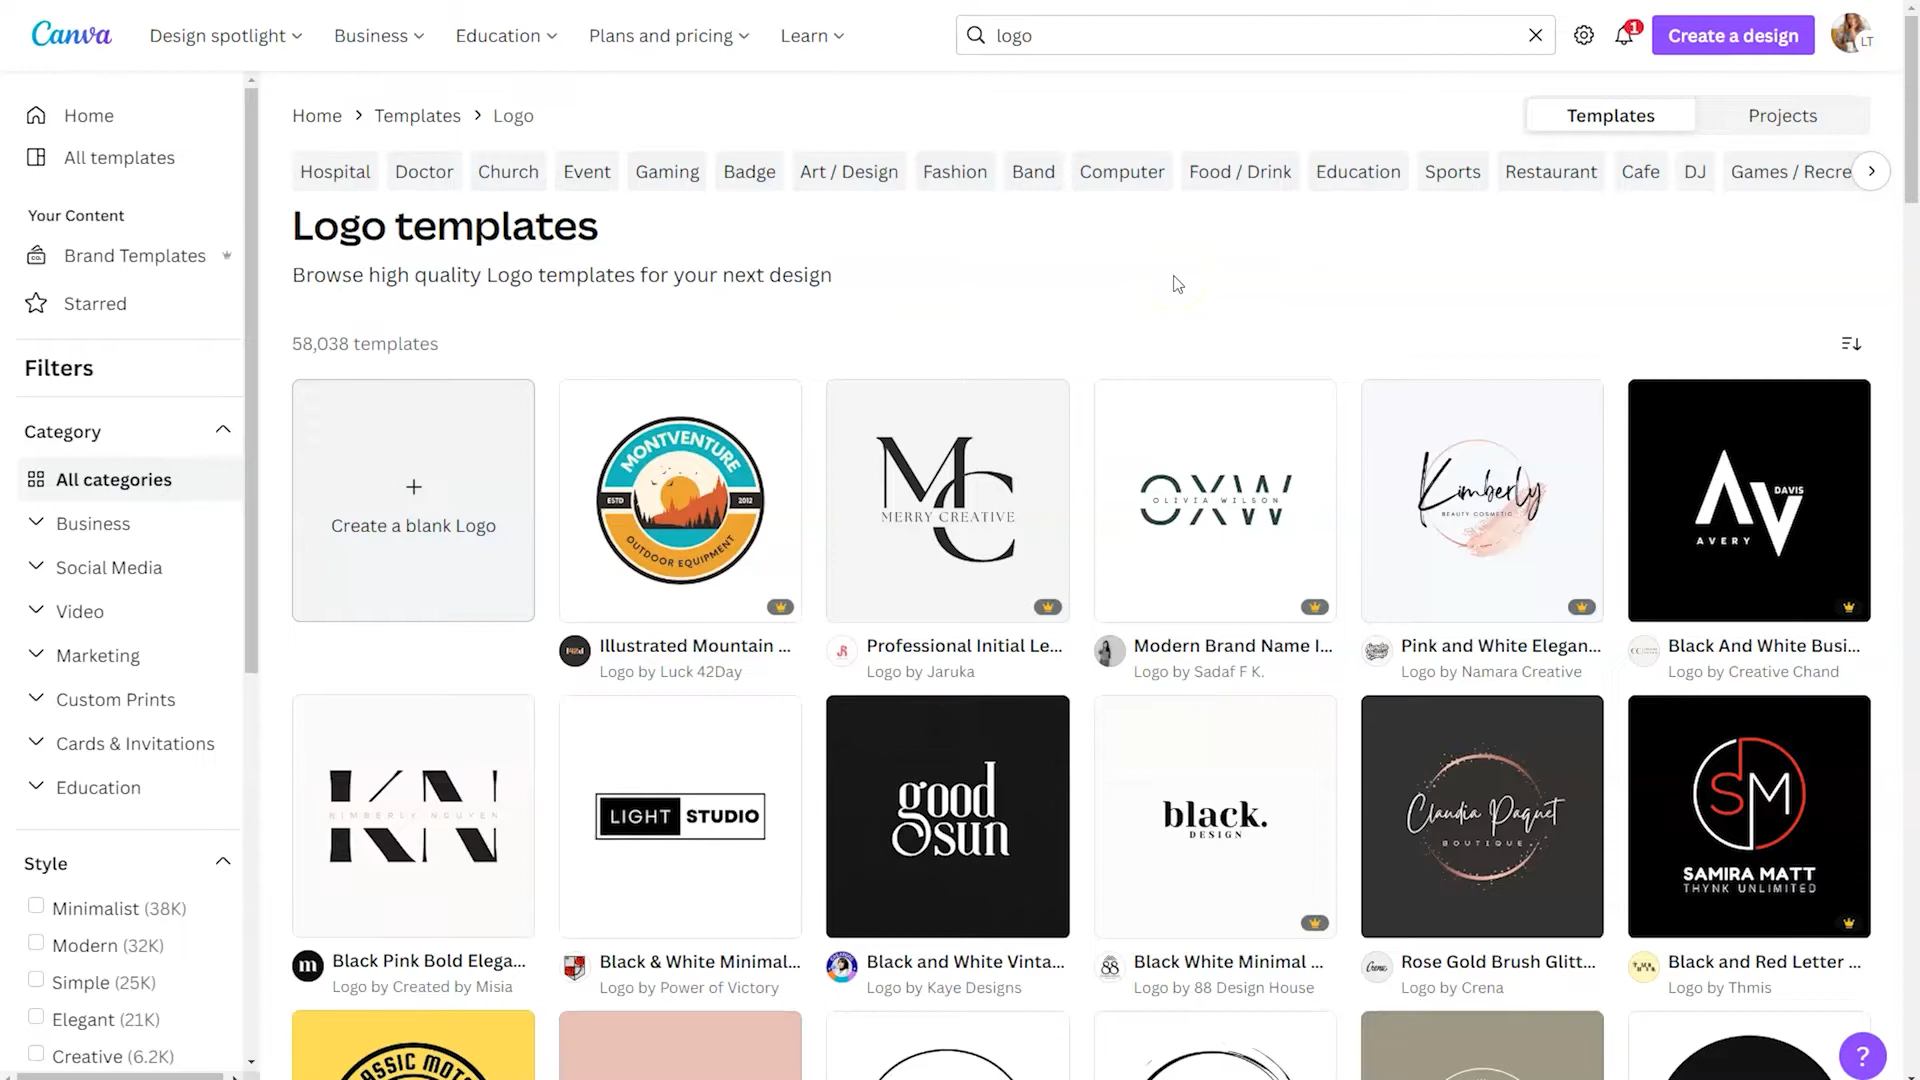 Canva
Design spotlight
Business
Education
Plans and pricing
Learn
logo
1
Create a design
LT
Home
All templates
Your Content
Brand Templates
Starred
Filters
Category
All categories
Business
Social Media
Video
Marketing
Custom Prints
Cards & Invitations
Education
Style
Minimalist (38K)
Modern (32K)
Simple (25K)
Elegant (21K)
Creative (6.2K)
Home > Templates > Logo
Templates
Projects
Hospital
Doctor
Church
Event
Gaming
Badge
Art / Design
Fashion
Band
Computer
Food / Drink
Education
Sports
Restaurant
Cafe
DJ
Games / Recre
Logo templates
Browse high quality Logo templates for your next design
58,038 templates
+
Create a blank Logo
MONTVENTURE
ESTD
2012
OUTDOOR EQUIPMENT
Illustrated Mountain ...
Logo by Luck 42Day
MC
MERRY CREATIVE
Professional Initial Le...
Logo by Jaruka
OXW
OLIVIA WILSON
Modern Brand Name I...
Logo by Sadaf F K.
Kimberly
BEAUTY COSMETIC
Pink and White Elegan...
Logo by Namara Creative
AV
DAVIS
AVERY
Black And White Busi...
Logo by Creative Chand
KN
KIMBERLY NGUYEN
Black Pink Bold Elega...
Logo by Created by Misia
LIGHT STUDIO
Black & White Minimal...
Logo by Power of Victory
good
sun
Black and White Vinta...
Logo by Kaye Designs
black.
DESIGN
88
Black White Minimal ...
Logo by 88 Design House
Claudia Paquet
BOUTIQUE
Rose Gold Brush Glitt...
Logo by Crena
SM
SAMIRA MATT
THYNK UNLIMITED
Black and Red Letter ...
Logo by Thmis
CLASSIC MOTO
?